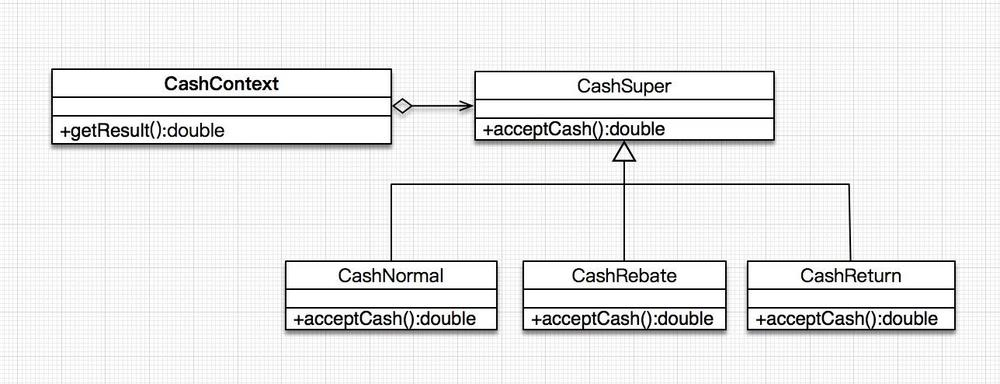 CashContext
+getResult():double
CashSuper
+acceptCash():double
CashNormal
+acceptCash():double
CashRebate
+acceptCash():double
CashReturn
+acceptCash():double